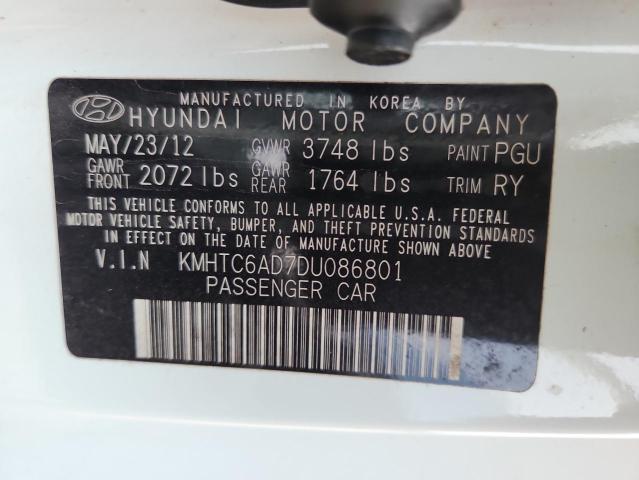 MANUFACTURED IN KOREA BY
HYUNDAI MOTOR COMPANY
MAY/23/12 GVWR 3748 lbs PAINT PGU
GAWR FRONT 2072 lbs GAWR REAR 1764 lbs TRIM RY
THIS VEHICLE CONFORMS TO ALL APPLICABLE U.S.A. FEDERAL
MOTOR VEHICLE SAFETY, BUMPER, AND THEFT PREVENTION STANDARDS
IN EFFECT ON THE DATE OF MANUFACTURE SHOWN ABOVE
V.I.N KMHTC6AD7DU086801
PASSENGER CAR